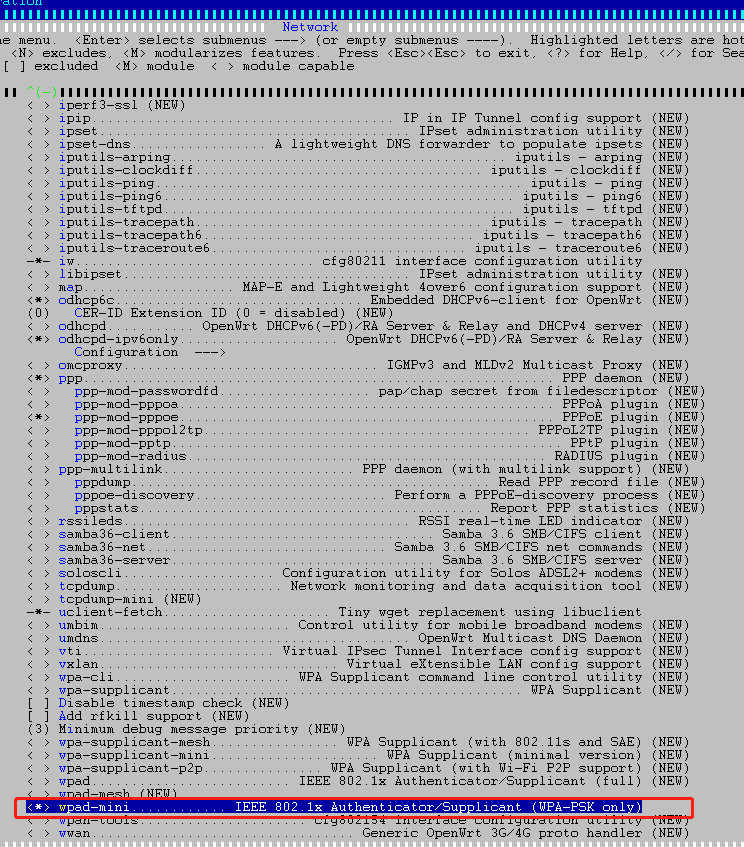 ration
Network
ne menu.  <Enter> selects submenus ---> (or empty submenus ----).  Highlighted letters are hot
<N> excludes, <M> modularizes features.  Press <Esc><Esc> to exit, <?> for Help, </> for Sea
[ ] excluded  <M> module  < > module capable
^(-)
< > iperf3-ssl (NEW)
< > ipip......................................... IP in IP Tunnel config support (NEW)
< > ipset........................................ IPset administration utility (NEW)
< > ipset-dns....................... A lightweight DNS forwarder to populate ipsets (NEW)
< > iputils-arping........................................... iputils - arping (NEW)
< > iputils-clockdiff..................................... iputils - clockdiff (NEW)
< > iputils-ping............................................... iputils - ping (NEW)
< > iputils-ping6............................................. iputils - ping6 (NEW)
< > iputils-tftpd............................................. iputils - tftpd (NEW)
< > iputils-tracepath..................................... iputils - tracepath (NEW)
< > iputils-tracepath6................................... iputils - tracepath6 (NEW)
< > iputils-traceroute6................................. iputils - traceroute6 (NEW)
-*- iw................................ cfg80211 interface configuration utility
< > libipset..................................... IPset administration utility (NEW)
< > map....................... MAP-E and Lightweight 4over6 configuration support (NEW)
<*> odhcp6c....................................... Embedded DHCPv6-client for OpenWrt (NEW)
(0)   CER-ID Extension ID (0 = disabled) (NEW)
< > odhcpd.............. OpenWrt DHCPv6(-PD)/RA Server & Relay and DHCPv4 server (NEW)
<*> odhcpd-ipv6only..................... OpenWrt DHCPv6(-PD)/RA Server & Relay (NEW)
Configuration  --->
< > omcproxy................................... IGMPv3 and MLDv2 Multicast Proxy (NEW)
<*> ppp........................................................... PPP daemon (NEW)
< >   ppp-mod-passwordfd.................... pap/chap secret from filedescriptor (NEW)
< >   ppp-mod-pppoa............................................... PPPoA plugin (NEW)
<*>   ppp-mod-pppoe............................................... PPPoE plugin (NEW)
< >   ppp-mod-pppol2tp.......................................... PPPoL2TP plugin (NEW)
< >   ppp-mod-pptp................................................. PPtP plugin (NEW)
< >   ppp-mod-radius............................................. RADIUS plugin (NEW)
< > ppp-multilink....................... PPP daemon (with multilink support) (NEW)
< >   pppdump............................................ Read PPP record file (NEW)
< >   pppoe-discovery......................... Perform a PPPoE-discovery process (NEW)
< >   pppstats........................................... Report PPP statistics (NEW)
< > rssileds..................................... RSSI real-time LED indicator (NEW)
< > samba36-client.................................. Samba 3.6 SMB/CIFS client (NEW)
< > samba36-net............................... Samba 3.6 SMB/CIFS net commands (NEW)
< > samba36-server.................................. Samba 3.6 SMB/CIFS server (NEW)
< > soloscli..................... Configuration utility for Solos ADSL2+ modems (NEW)
< > tcpdump...................... Network monitoring and data acquisition tool (NEW)
< > tcpdump-mini (NEW)
-*- uclient-fetch..................... Tiny wget replacement using libuclient
< > umbim......................... Control utility for mobile broadband modems (NEW)
< > umdns........................................ OpenWrt Multicast DNS Daemon (NEW)
< > vti......................... Virtual IPsec Tunnel Interface config support (NEW)
< > vxlan............................... Virtual eXtensible LAN config support (NEW)
< > wpa-cli........................ WPA Supplicant command line control utility (NEW)
< > wpa-supplicant............................................. WPA Supplicant (NEW)
[ ] Disable timestamp check (NEW)
[ ] Add rfkill support (NEW)
(3) Minimum debug message priority (NEW)
< > wpa-supplicant-mesh................ WPA Supplicant (with 802.11s and SAE) (NEW)
< > wpa-supplicant-mini..................... WPA Supplicant (minimal version) (NEW)
< > wpa-supplicant-p2p.................. WPA Supplicant (with Wi-Fi P2P support) (NEW)
< > wpad.......................... IEEE 802.1x Authenticator/Supplicant (full) (NEW)
< > wpad-mesh (NEW)
<*> wpad-mini............ IEEE 802.1x Authenticator/Supplicant (WPA-PSK only)
< > wpan-tools...................... cfg802154 interface configuration utility (NEW)
< > wwan................................. Generic OpenWrt 3G/4G proto handler (NEW)